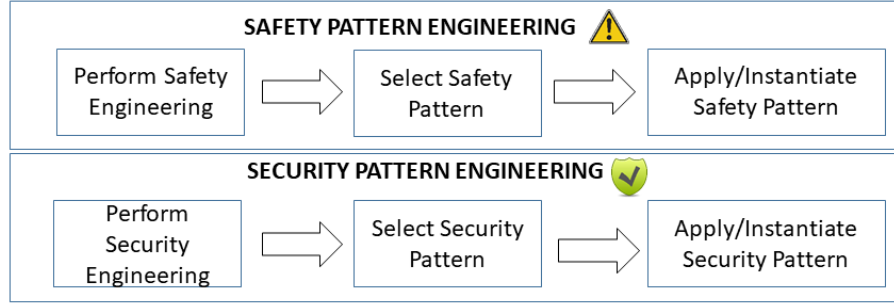 SAFETY PATTERN ENGINEERING
Perform Safety
Engineering
Select Safety
Pattern
Apply/Instantiate
Safety Pattern
SECURITY PATTERN ENGINEERING
Perform
Security
Engineering
Select Security
Pattern
Apply/Instantiate
Security Pattern